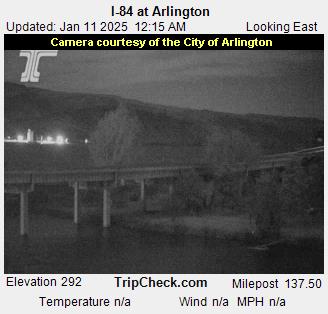 I-84 at Arlington
Updated: Jan 11 2025 12:15 AM Looking East
Camera courtesy of the City of Arlington
Elevation 292 TripCheck.com Milepost 137.50
Temperature n/a Wind n/a MPH n/a